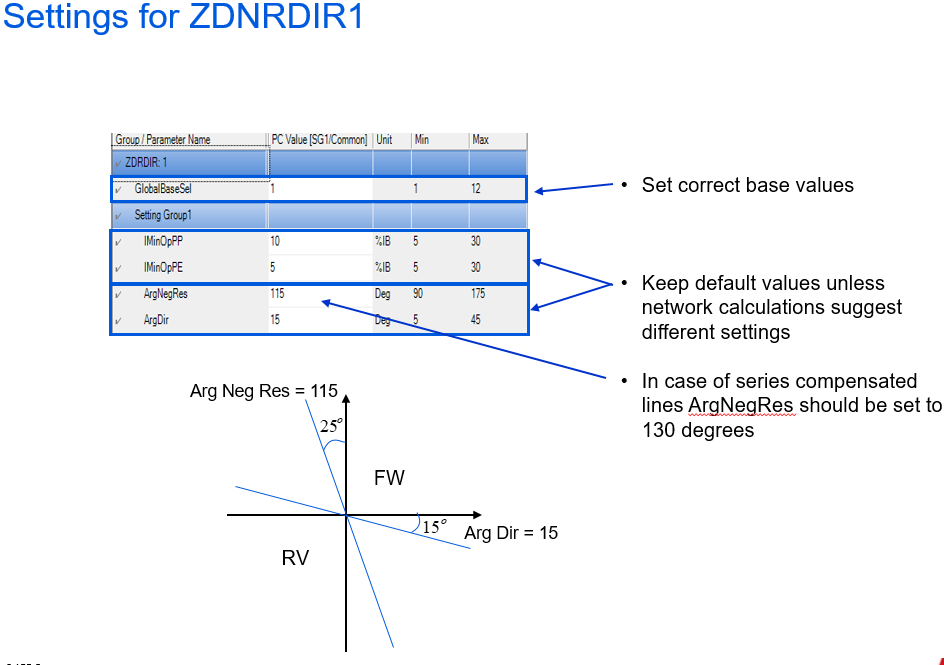 Settings for ZDNRDIR1
Group / Parameter Name PC Value [SG1/Common] Unit Min Max
ZDRDIR: 1
GlobalBaseSel 1 1 12
Setting Group1
IMinOpPP 10 %IB 5 30
IMinOpPE 5 %IB 5 30
ArgNegRes 115 Deg 90 175
ArgDir 15 Deg 5 45
• Set correct base values
• Keep default values unless
network calculations suggest
different settings
• In case of series compensated
lines ArgNegRes should be set to
130 degrees
Arg Neg Res = 115
25°
FW
15° Arg Dir = 15
RV